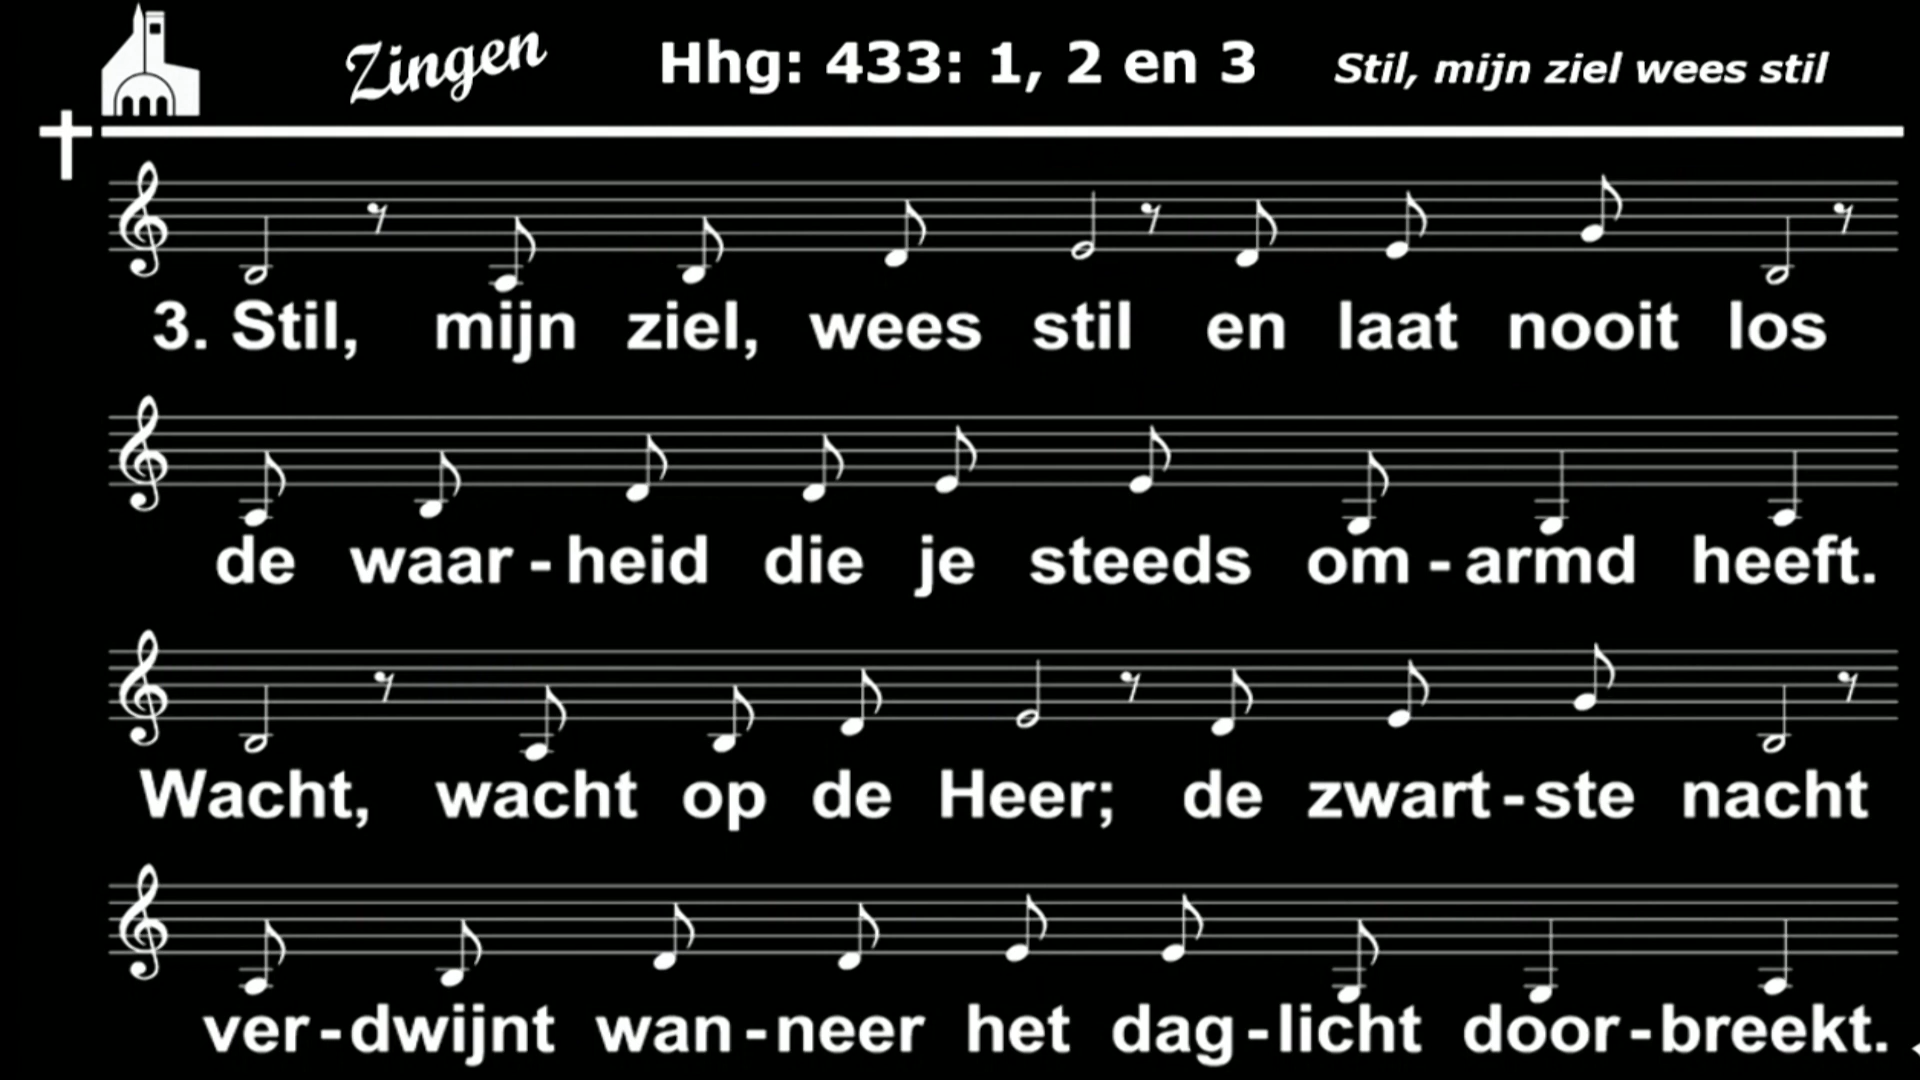 Zingen Hhg: 433: 1, 2 en 3 Stil, mijn ziel wees stil
3. Stil, mijn ziel, wees stil en laat nooit los
de waar-heid die je steeds om-armd heeft.
Wacht, wacht op de Heer; de zwart-ste nacht
ver-dwijnt wan-neer het dag-licht door-breekt.